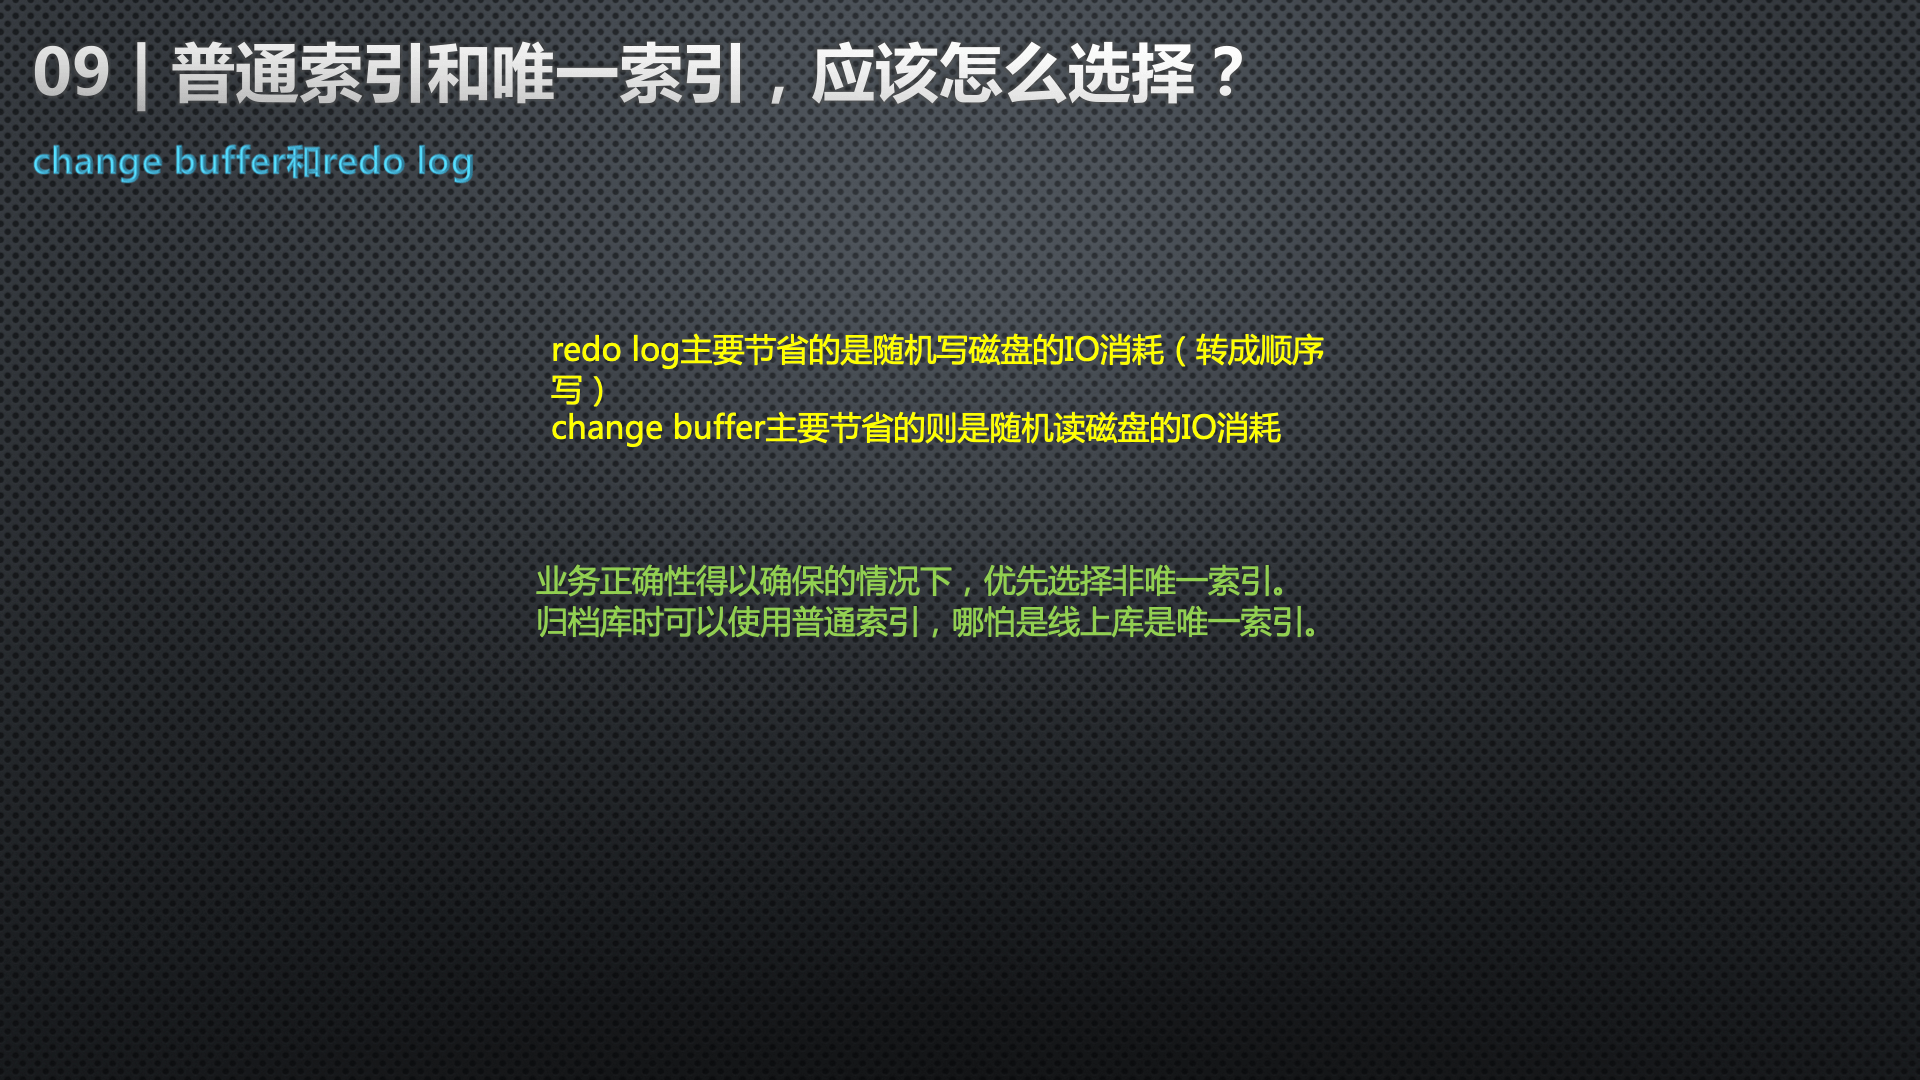 09 | 普通索引和唯一索引，应该怎么选择？
change buffer和redo log
redo log主要节省的是随机写磁盘的IO消耗（转成顺序
写）
change buffer主要节省的则是随机读磁盘的IO消耗
业务正确性得以确保的情况下，优先选择非唯一索引。
归档库时可以使用普通索引，哪怕是线上库是唯一索引。